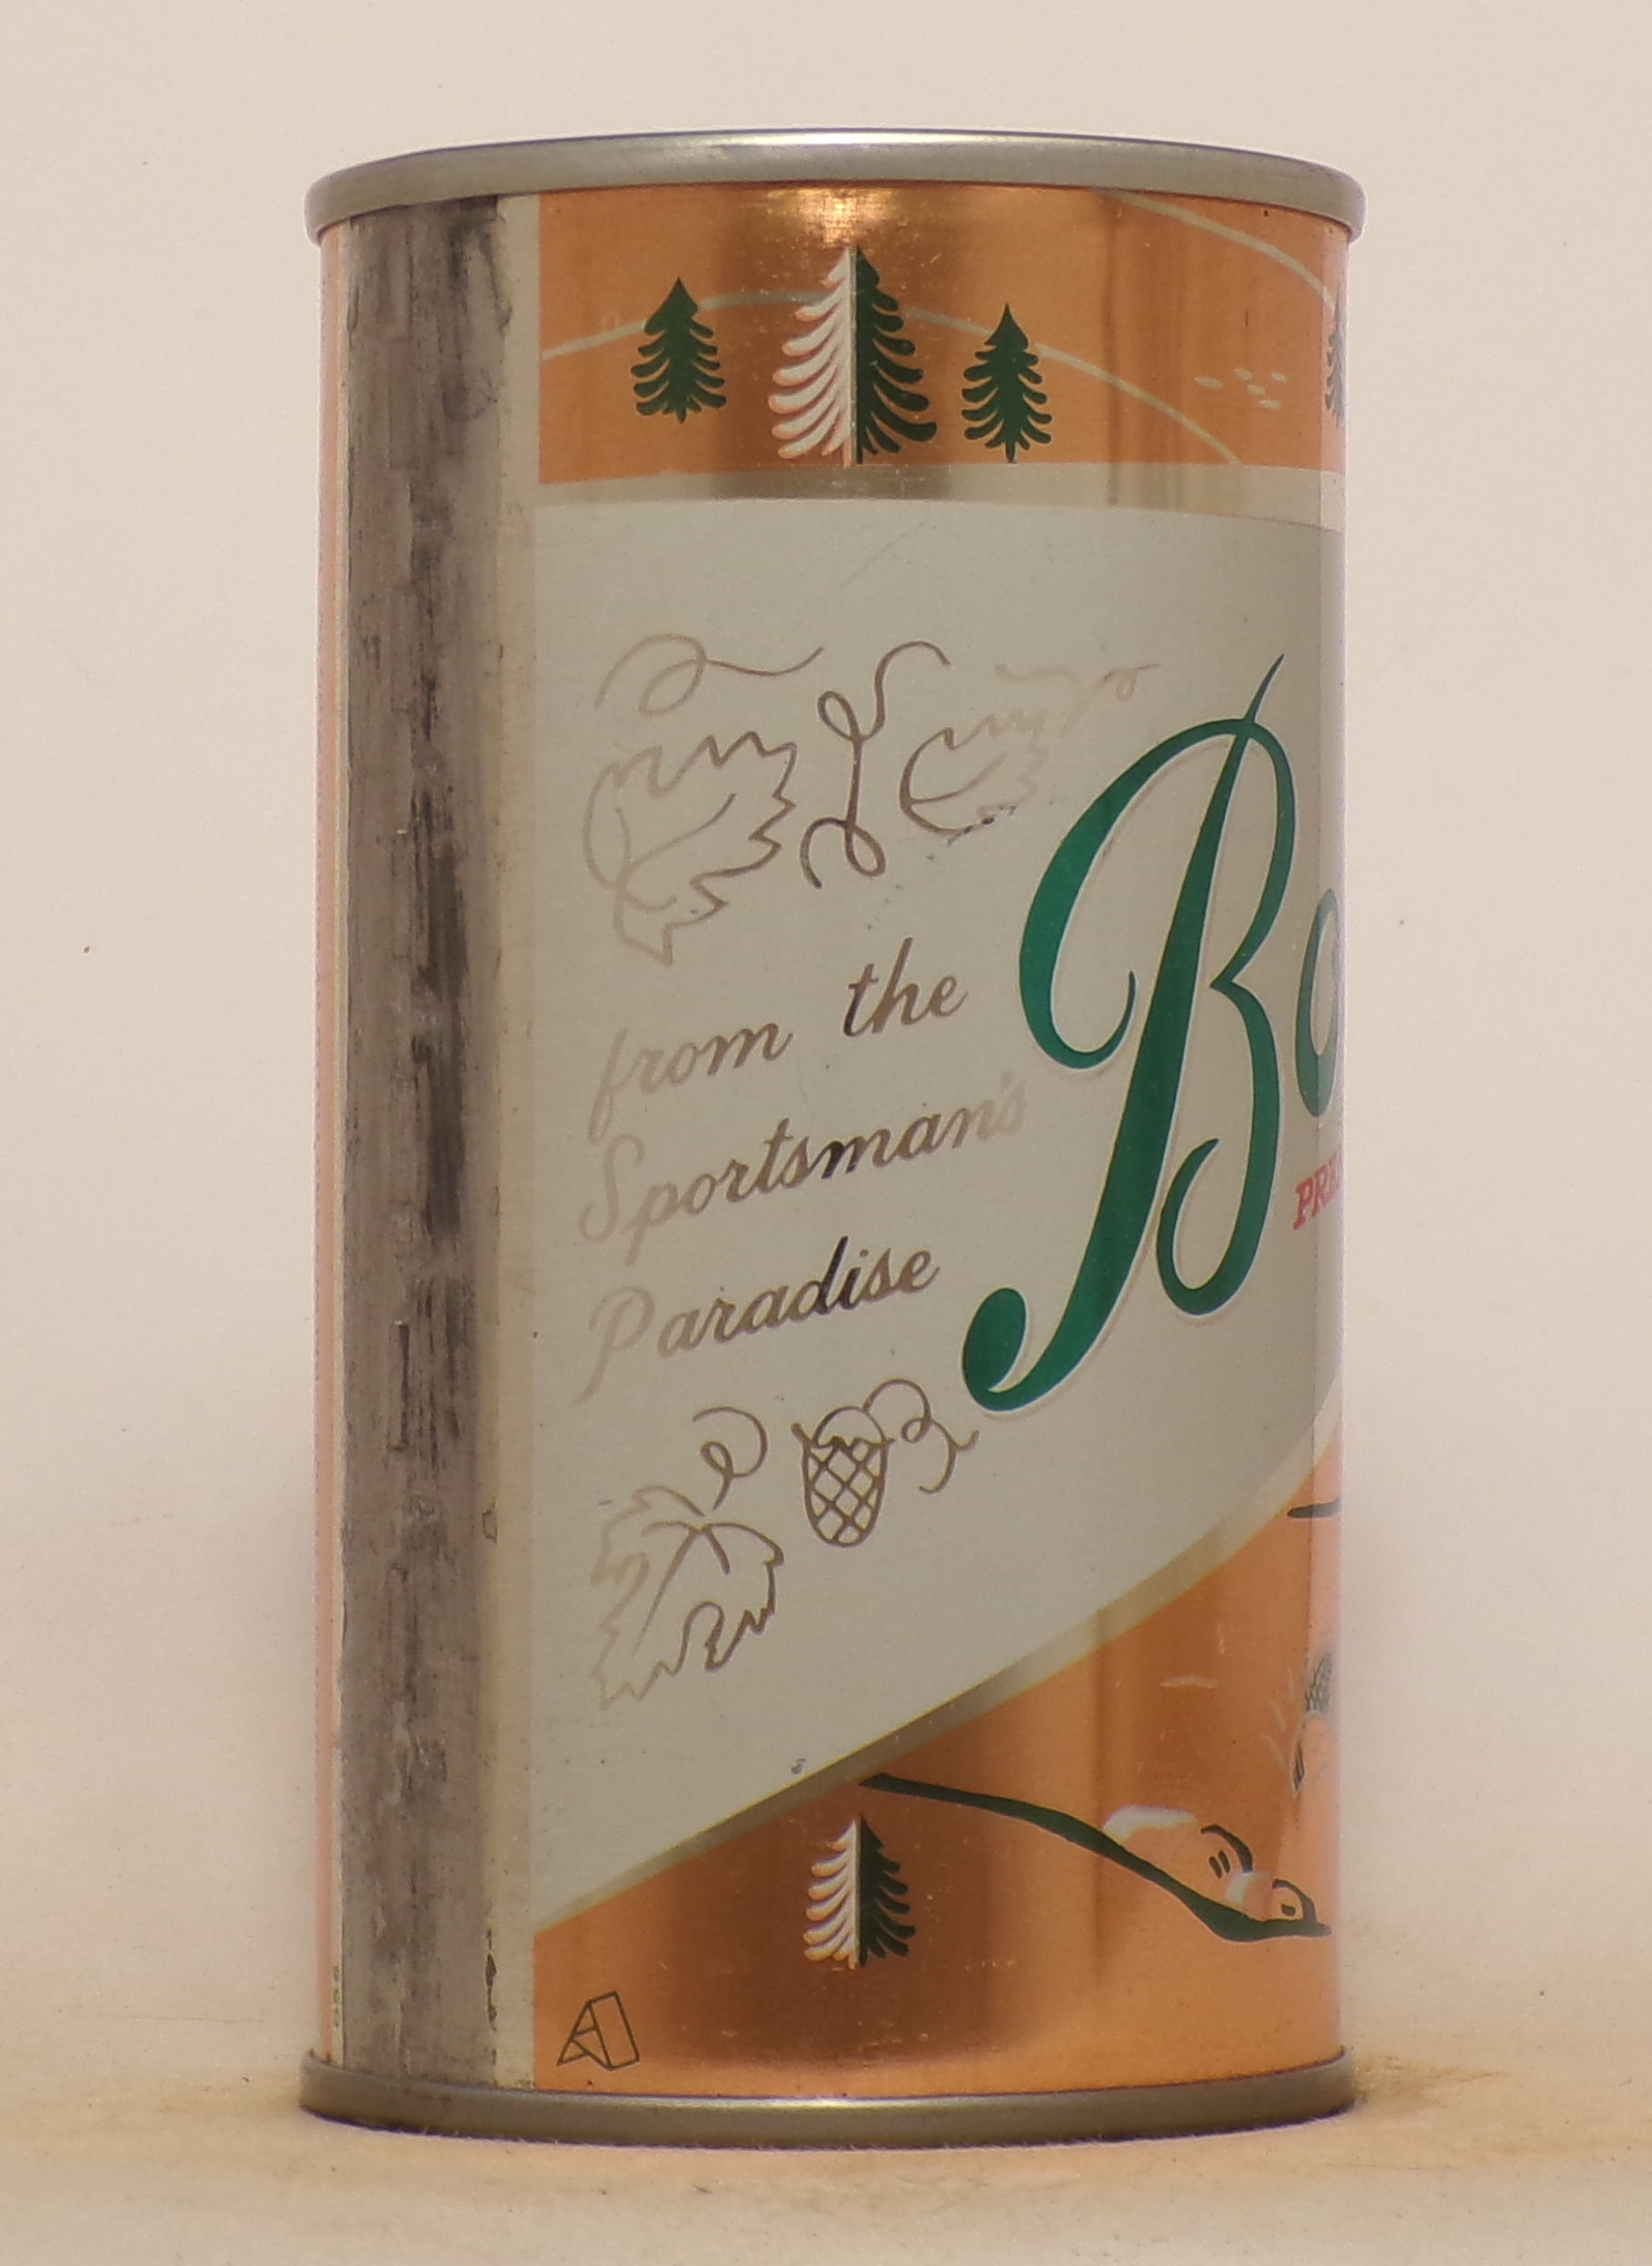 from the
Sportsman's
Paradise
Bo
PRE